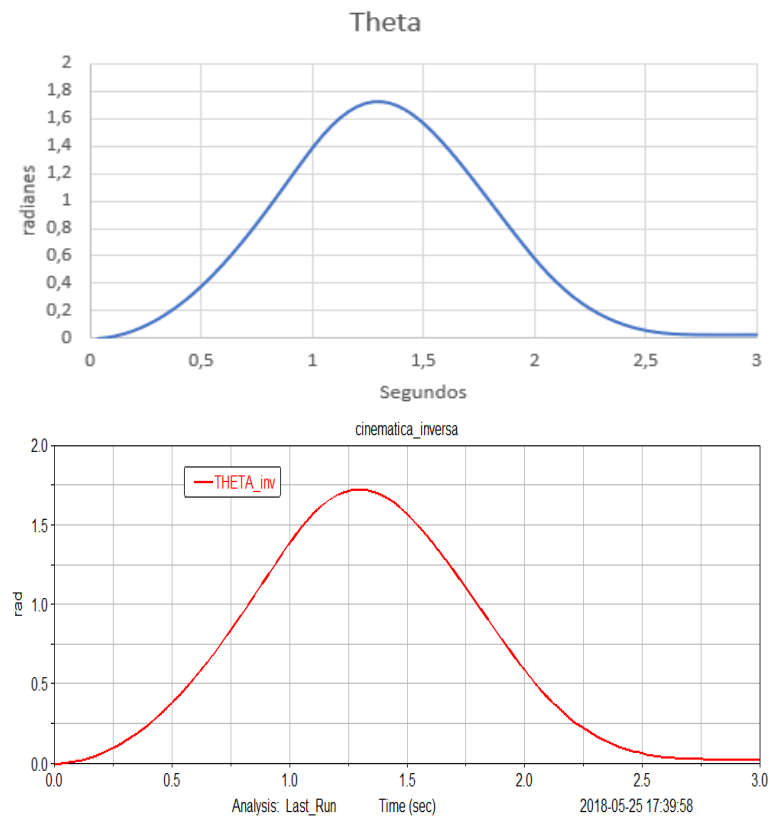 Theta
2
1,8
1,6
1,4
1,2
1
0,8
0,6
0,4
0,2
0
radianes
0 0,5 1 1,5 2 2,5 3
Segundos
cinematica_inversa
2.0
THETA_inv
1.5
1.0
0.5
0.0
rad
0.0 0.5 1.0 1.5 2.0 2.5 3.0
Analysis: Last_Run Time (sec) 2018-05-25 17:39:58